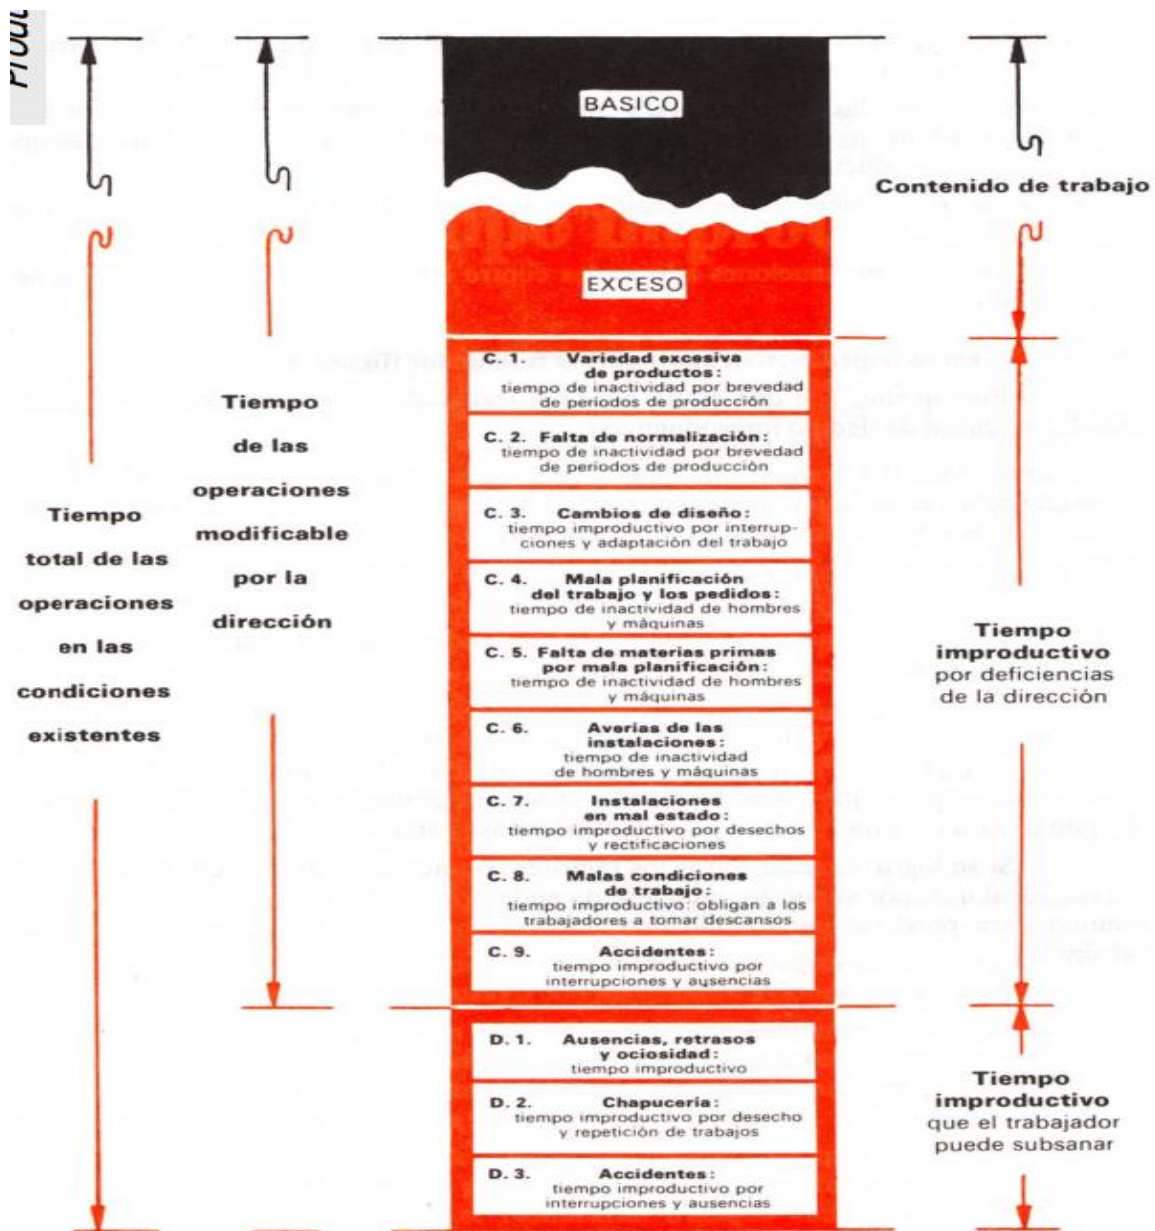 BASICO
EXCESO
Contenido de trabajo
C. 1. Variedad excesiva
de productos:
tiempo de inactividad por brevedad
de periodos de producción
C. 2. Falta de normalización:
tiempo de inactividad por brevedad
de periodos de producción
C. 3. Cambios de diseño:
tiempo improductivo por interrup-
ciones y adaptación del trabajo
C. 4. Mala planificación
del trabajo y los pedidos:
tiempo de inactividad de hombres
y máquinas
C. 5. Falta de materias primas
por mala planificación:
tiempo de inactividad de hombres
y máquinas
C. 6. Averías de las
instalaciones:
tiempo de inactividad
de hombres y máquinas
C. 7. Instalaciones
en mal estado:
tiempo improductivo por desechos
y rectificaciones
C. 8. Malas condiciones
de trabajo:
tiempo improductivo: obligan a los
trabajadores a tomar descansos
C. 9. Accidentes:
tiempo improductivo por
interrupciones y ausencias
D. 1. Ausencias, retrasos
y ociosidad:
tiempo improductivo
D. 2. Chapucería:
tiempo improductivo por desecho
y repetición de trabajos
D. 3. Accidentes:
tiempo improductivo por
interrupciones y ausencias
Tiempo
total de las
operaciones
en las
condiciones
existentes
Tiempo
de las
operaciones
modificable
por la
dirección
Tiempo
improductivo
por deficiencias
de la dirección
Tiempo
improductivo
que el trabajador
puede subsanar